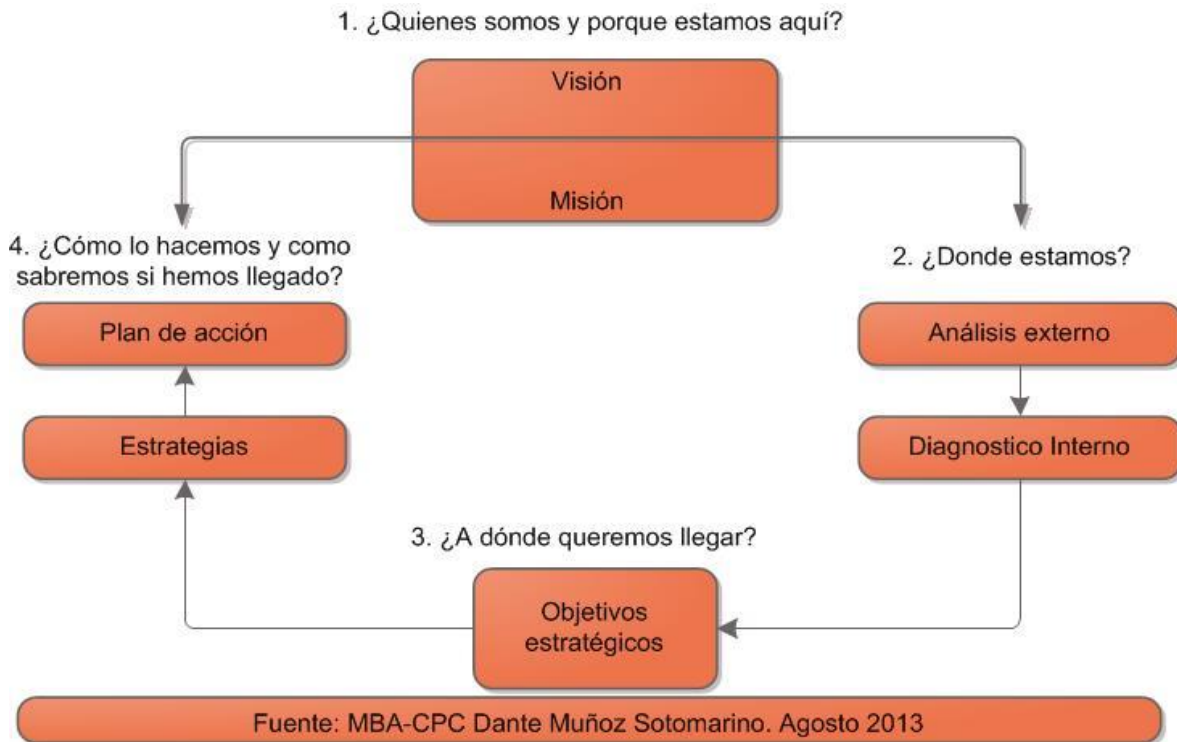 1. ¿Quienes somos y porque estamos aquí?
Visión
Misión
4. ¿Cómo lo hacemos y como
sabremos si hemos llegado?
Plan de acción
Estrategias
2. ¿Donde estamos?
Análisis externo
Diagnostico Interno
3. ¿A dónde queremos llegar?
Objetivos
estratégicos
Fuente: MBA-CPC Dante Muñoz Sotomarino. Agosto 2013